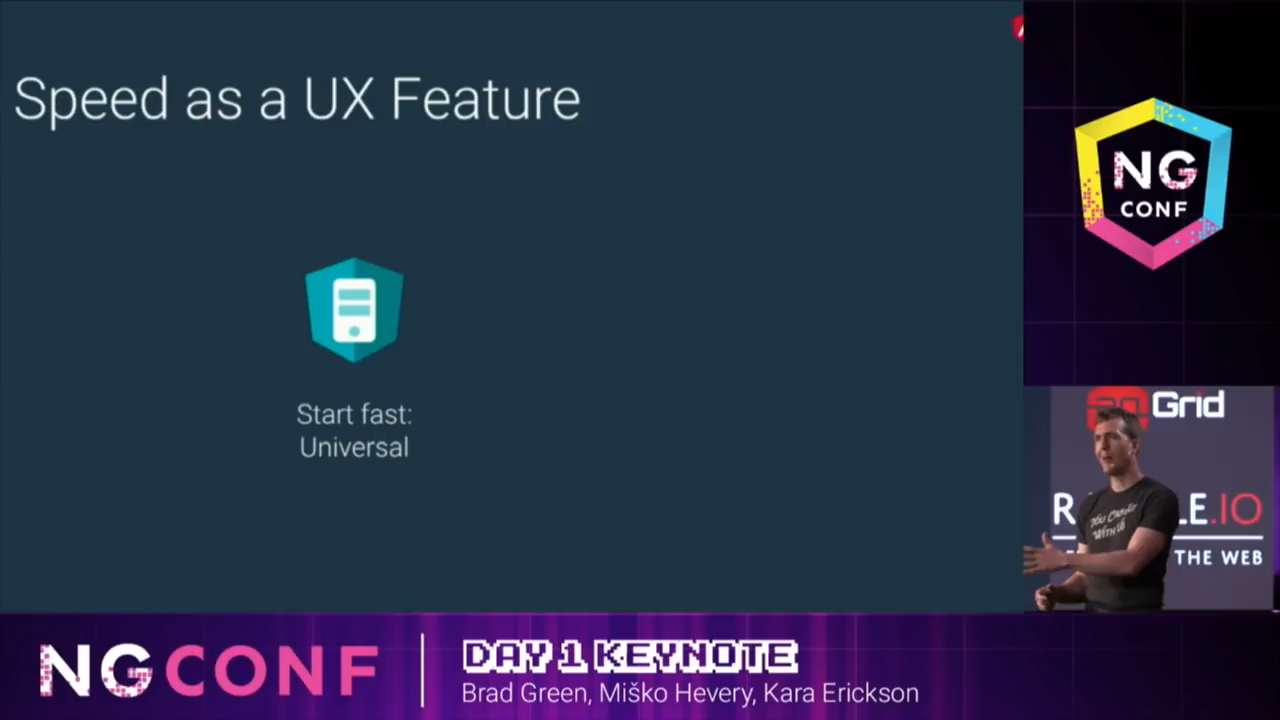 Speed as a UX Feature
Start fast:
Universal
NG
CONF
Grid
.IO
THE WEB
NG CONF
DAY 1 KEYNOTE
Brad Green, Miško Hevery, Kara Erickson